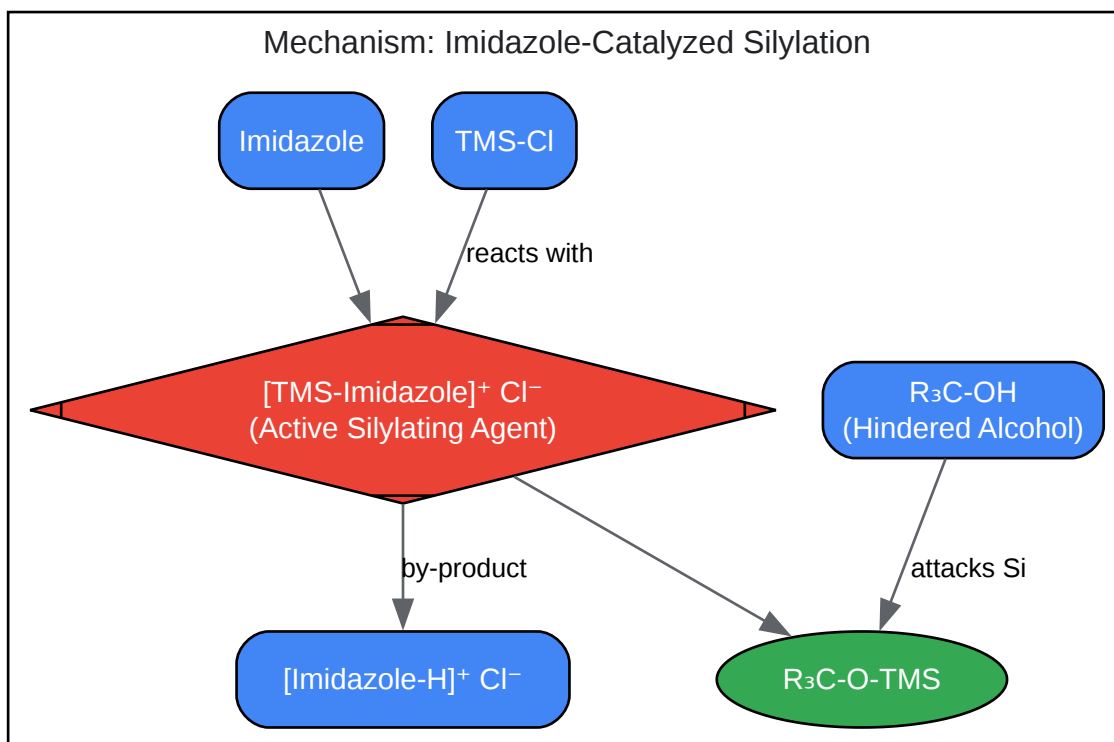 Mechanism: Imidazole-Catalyzed Silylation
Imidazole
TMS-Cl
reacts with
[TMS-Imidazole]⁺ Cl⁻
(Active Silylating Agent)
R₃C-OH
(Hindered Alcohol)
by-product
attacks Si
[Imidazole-H]⁺ Cl⁻
R₃C-O-TMS